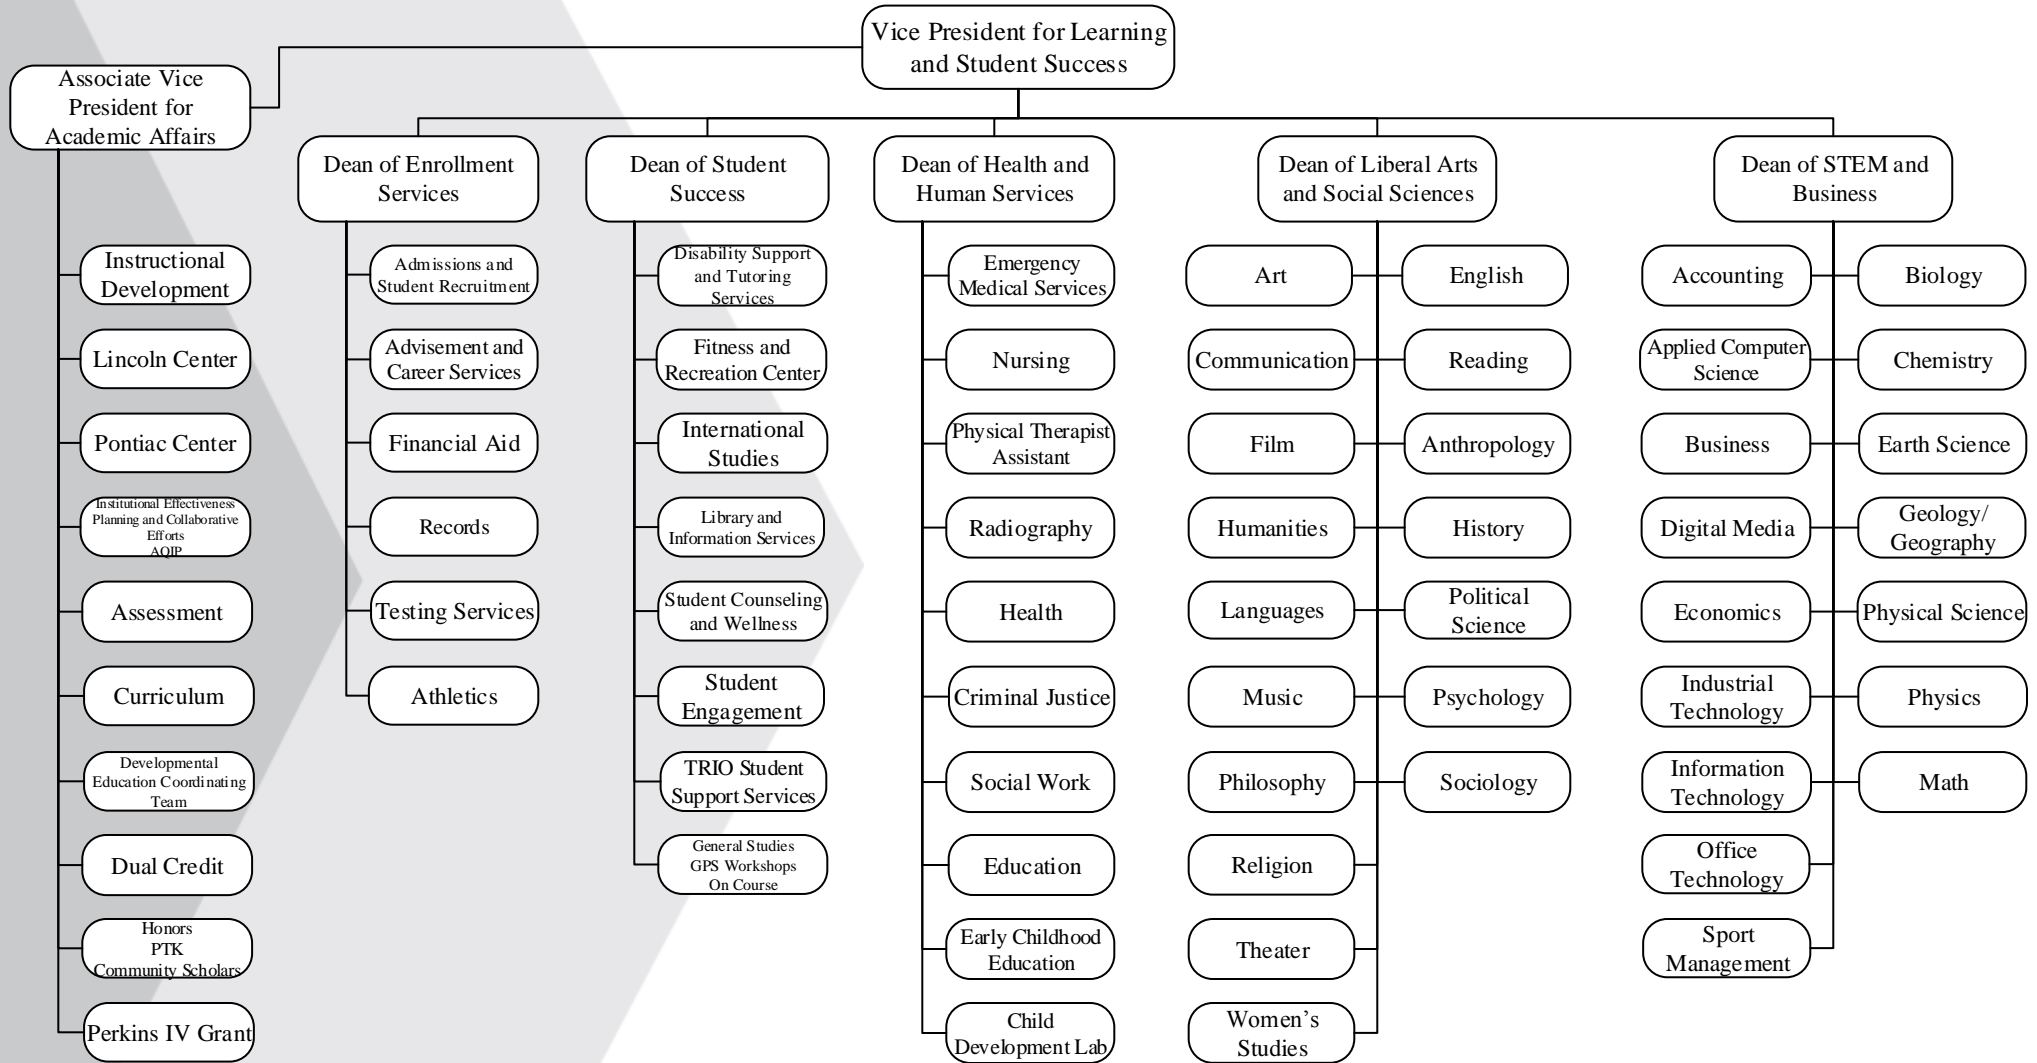 Vice President for Learning
and Student Success
Associate Vice
President for
Academic Affairs
Instructional
Development
Lincoln Center
Pontiac Center
Institutional Effectiveness
Planning and Collaborative
Efforts
AQIP
Assessment
Curriculum
Developmental
Education Coordinating
Team
Dual Credit
Honors
PTK
Community Scholars
Perkins IV Grant
Dean of Enrollment
Services
Admissions and
Student Recruitment
Advisement and
Career Services
Financial Aid
Records
Testing Services
Athletics
Dean of Student
Success
Disability Support
and Tutoring
Services
Fitness and
Recreation Center
International
Studies
Library and
Information Services
Student Counseling
and Wellness
Student
Engagement
TRIO Student
Support Services
General Studies
GPS Workshops
On Course
Dean of Health and
Human Services
Emergency
Medical Services
Nursing
Physical Therapist
Assistant
Radiography
Health
Criminal Justice
Social Work
Education
Early Childhood
Education
Child
Development Lab
Dean of Liberal Arts
and Social Sciences
Art
Communication
Film
Humanities
Languages
Music
Philosophy
Religion
Theater
Women’s
Studies
English
Reading
Anthropology
History
Political
Science
Psychology
Sociology
Dean of STEM and
Business
Accounting
Applied Computer
Science
Business
Digital Media
Economics
Industrial
Technology
Information
Technology
Office
Technology
Sport
Management
Biology
Chemistry
Earth Science
Geology/
Geography
Physical Science
Physics
Math